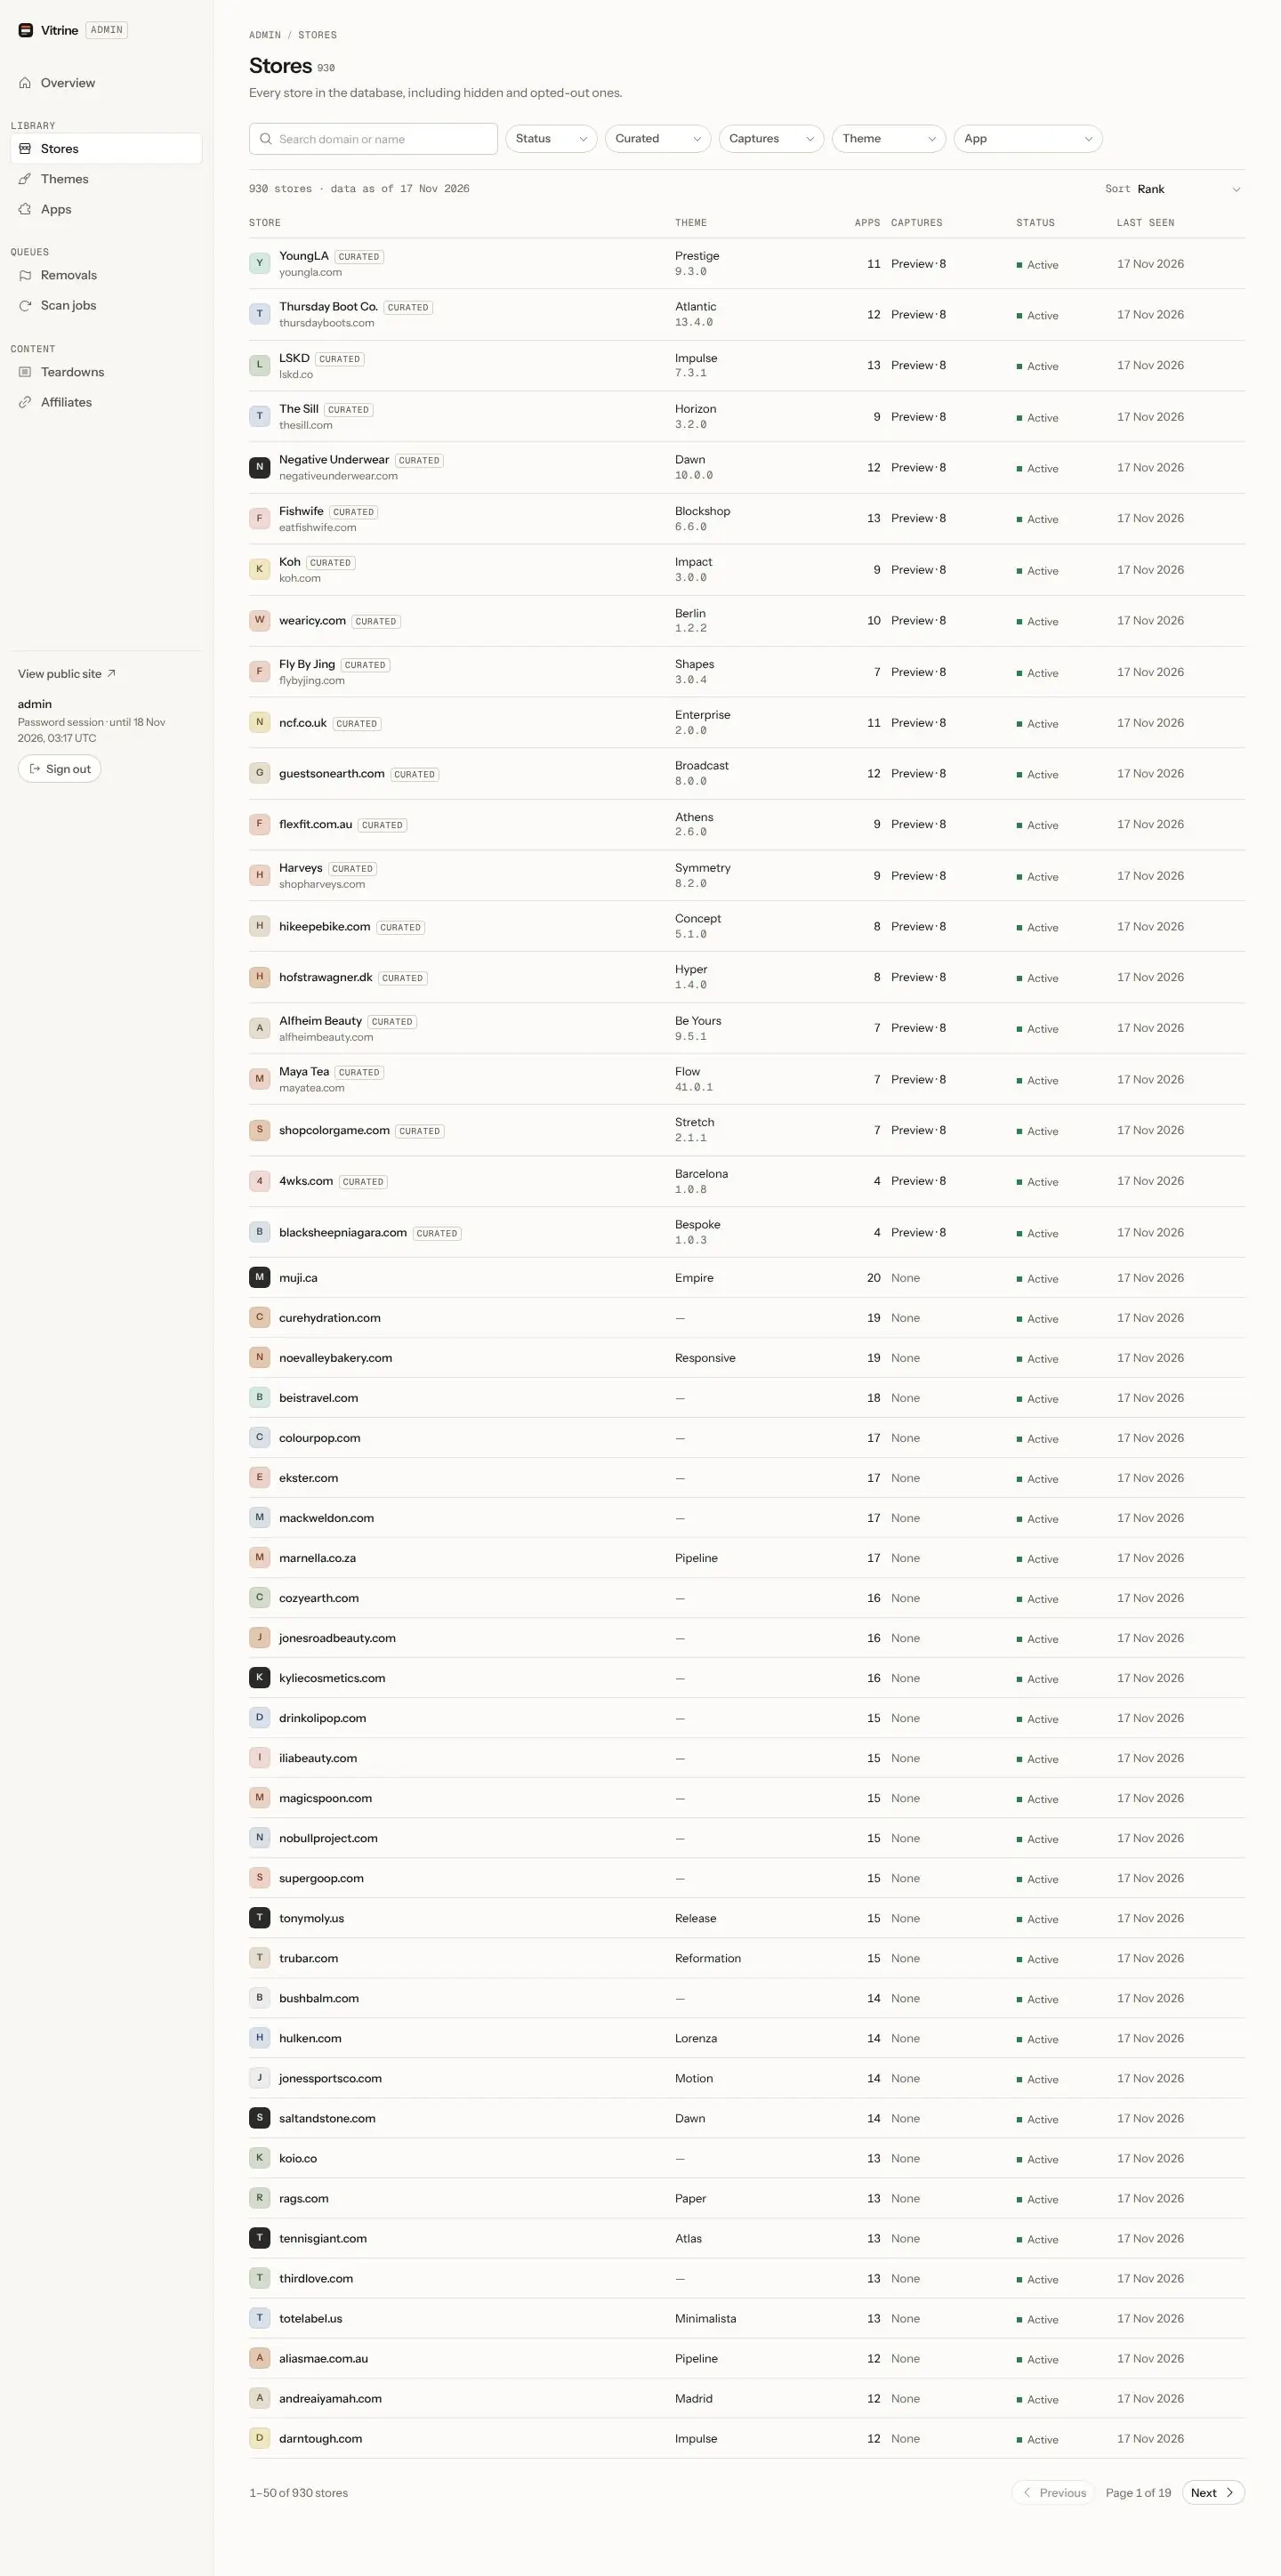 Vitrine ADMIN
Overview
LIBRARY
Stores
Themes
Apps
QUEUES
Removals
Scan jobs
CONTENT
Teardowns
Affiliates
View public site
admin
Password session · until 18 Nov
2026, 03:17 UTC
Sign out
ADMIN / STORES
Stores 930
Every store in the database, including hidden and opted-out ones.
Search domain or name Status Curated Captures Theme App
930 stores · data as of 17 Nov 2026 Sort Rank
STORE THEME APPS CAPTURES STATUS LAST SEEN
Y YoungLA CURATED Prestige 11 Preview · 8 Active 17 Nov 2026
youngla.com 9.3.0
T Thursday Boot Co. CURATED Atlantic 12 Preview · 8 Active 17 Nov 2026
thursdayboots.com 13.4.0
L LSKD CURATED Impulse 13 Preview · 8 Active 17 Nov 2026
lskd.co 7.3.1
T The Sill CURATED Horizon 9 Preview · 8 Active 17 Nov 2026
thesill.com 3.2.0
N Negative Underwear CURATED Dawn 12 Preview · 8 Active 17 Nov 2026
negativeunderwear.com 10.0.0
F Fishwife CURATED Blockshop 13 Preview · 8 Active 17 Nov 2026
eatfishwife.com 6.6.0
K Koh CURATED Impact 9 Preview · 8 Active 17 Nov 2026
koh.com 3.0.0
W wearicy.com CURATED Berlin 10 Preview · 8 Active 17 Nov 2026
1.2.2
F Fly By Jing CURATED Shapes 7 Preview · 8 Active 17 Nov 2026
flybyjing.com 3.0.4
N ncf.co.uk CURATED Enterprise 11 Preview · 8 Active 17 Nov 2026
2.0.0
G guestsonearth.com CURATED Broadcast 12 Preview · 8 Active 17 Nov 2026
8.0.0
F flexfit.com.au CURATED Athens 9 Preview · 8 Active 17 Nov 2026
2.6.0
H Harveys CURATED Symmetry 9 Preview · 8 Active 17 Nov 2026
shopharveys.com 8.2.0
H hikeepebike.com CURATED Concept 8 Preview · 8 Active 17 Nov 2026
5.1.0
H hofstrawagner.dk CURATED Hyper 8 Preview · 8 Active 17 Nov 2026
1.4.0
A Alfheim Beauty CURATED Be Yours 7 Preview · 8 Active 17 Nov 2026
alfheimbeauty.com 9.5.1
M Maya Tea CURATED Flow 7 Preview · 8 Active 17 Nov 2026
mayatea.com 41.0.1
S shopcolorgame.com CURATED Stretch 7 Preview · 8 Active 17 Nov 2026
2.1.1
4 4wks.com CURATED Barcelona 4 Preview · 8 Active 17 Nov 2026
1.0.8
B blacksheepniagara.com CURATED Bespoke 4 Preview · 8 Active 17 Nov 2026
1.0.3
M muji.ca Empire 20 None Active 17 Nov 2026
C curehydration.com — 19 None Active 17 Nov 2026
N noevalleybakery.com Responsive 19 None Active 17 Nov 2026
B beistravel.com — 18 None Active 17 Nov 2026
C colourpop.com — 17 None Active 17 Nov 2026
E ekster.com — 17 None Active 17 Nov 2026
M mackweldon.com — 17 None Active 17 Nov 2026
M marnella.co.za Pipeline 17 None Active 17 Nov 2026
C cozyearth.com — 16 None Active 17 Nov 2026
J jonesroadbeauty.com — 16 None Active 17 Nov 2026
K kyliecosmetics.com — 16 None Active 17 Nov 2026
D drinkolipop.com — 15 None Active 17 Nov 2026
I iliabeauty.com — 15 None Active 17 Nov 2026
M magicspoon.com — 15 None Active 17 Nov 2026
N nobullproject.com — 15 None Active 17 Nov 2026
S supergoop.com — 15 None Active 17 Nov 2026
T tonymoly.us Release 15 None Active 17 Nov 2026
T trubar.com Reformation 15 None Active 17 Nov 2026
B bushbalm.com — 14 None Active 17 Nov 2026
H hulken.com Lorenza 14 None Active 17 Nov 2026
J jonessportsco.com Motion 14 None Active 17 Nov 2026
S saltandstone.com Dawn 14 None Active 17 Nov 2026
K koio.co — 13 None Active 17 Nov 2026
R rags.com Paper 13 None Active 17 Nov 2026
T tennisgiant.com Atlas 13 None Active 17 Nov 2026
T thirdlove.com — 13 None Active 17 Nov 2026
T totelabel.us Minimalista 13 None Active 17 Nov 2026
A aliasmae.com.au Pipeline 12 None Active 17 Nov 2026
A andreaiyamah.com Madrid 12 None Active 17 Nov 2026
D darntough.com Impulse 12 None Active 17 Nov 2026
1–50 of 930 stores Previous Page 1 of 19 Next